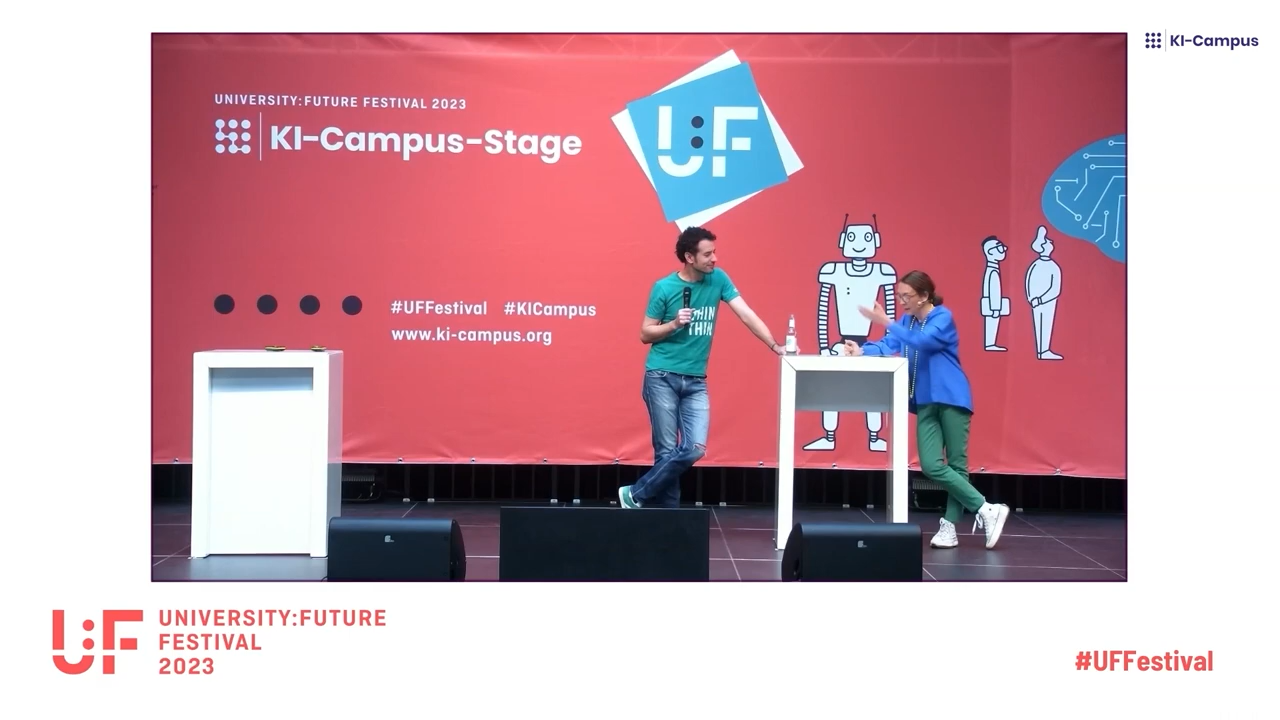 KI-Campus
UNIVERSITY:FUTURE FESTIVAL 2023
KI-Campus-Stage
U:F
#UFFestival #KICampus
www.ki-campus.org
THIN
U:F
UNIVERSITY:FUTURE
FESTIVAL
2023
#UFFestival